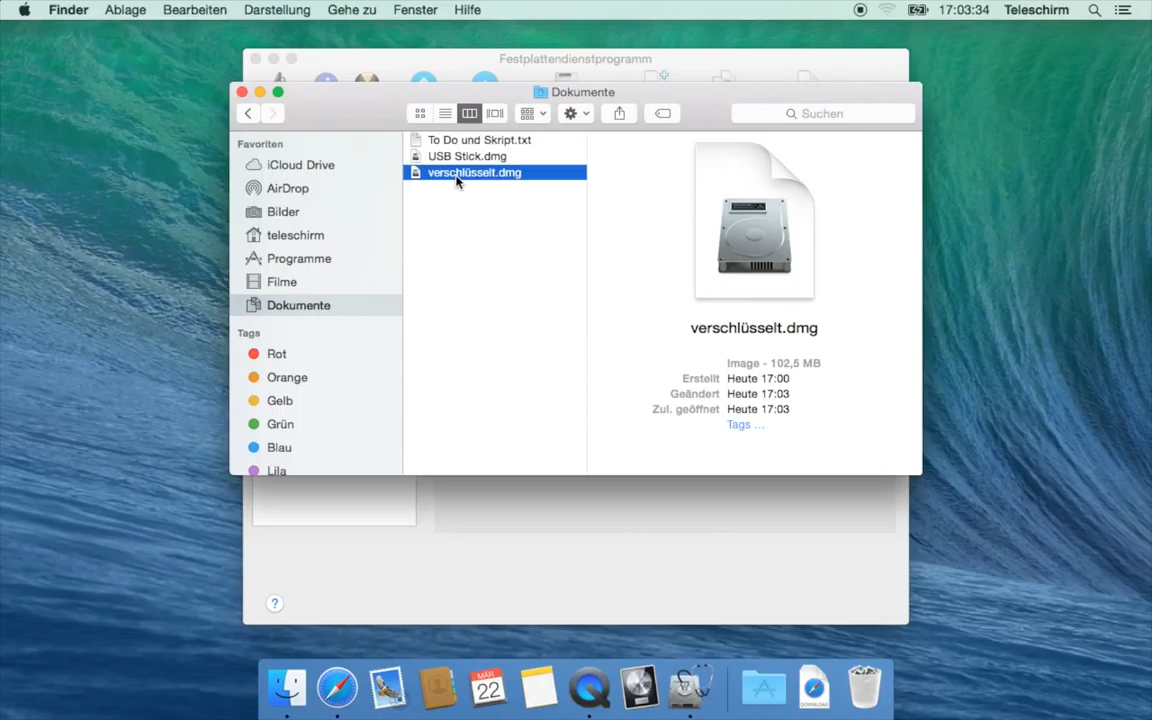 Finder Ablage Bearbeiten Darstellung Gehe zu Fenster Hilfe 17:03:34 Teleschirm
Festplattendienstprogramm
Dokumente
Suchen
Favoriten
iCloud Drive
AirDrop
Bilder
teleschirm
Programme
Filme
Dokumente
Tags
Rot
Orange
Gelb
Grün
Blau
Lila
To Do und Skript.txt
USB Stick.dmg
verschlüsselt.dmg
verschlüsselt.dmg
Image - 102,5 MB
Erstellt Heute 17:00
Geändert Heute 17:03
Zul. geöffnet Heute 17:03
Tags ...
?
MÄR
22
DOWNLOAD